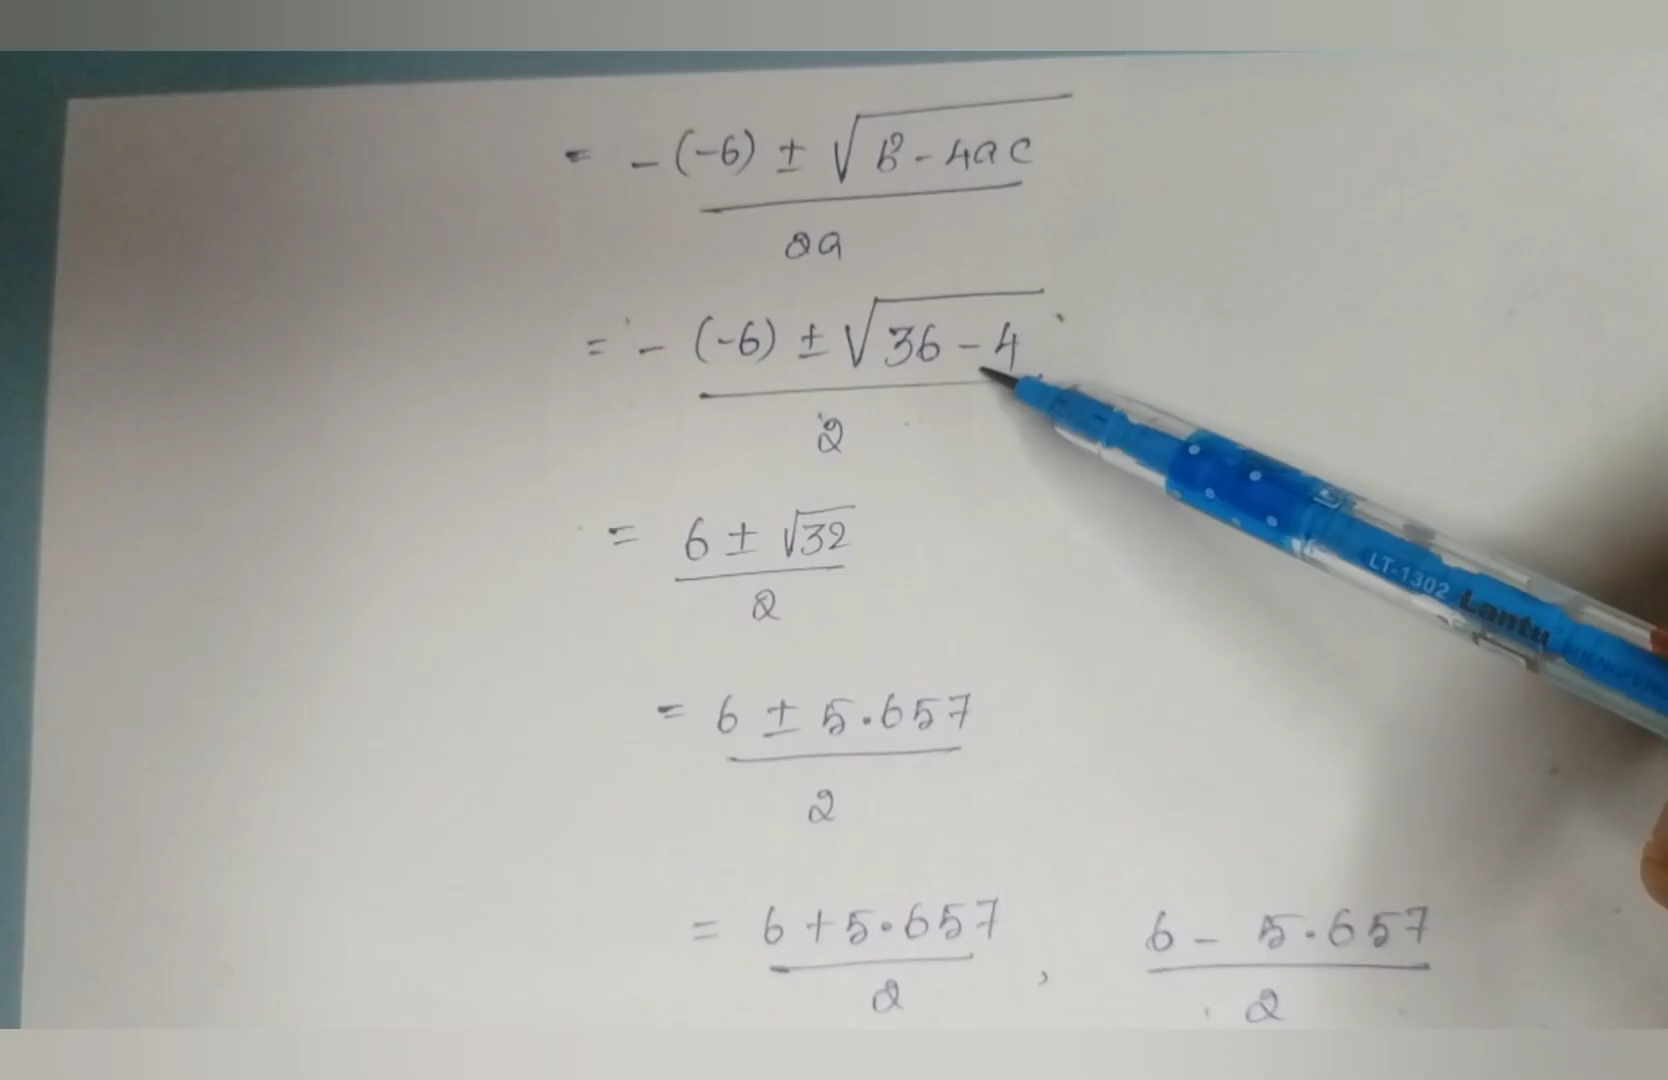 = -(-6) ± √b²-4ac
2a
= -(-6) ± √36-4
2
= 6 ± √32
2
= 6 ± 5.657
2
= 6+5.657 , 6- 5.657
2 2
LT-1302 Lantu